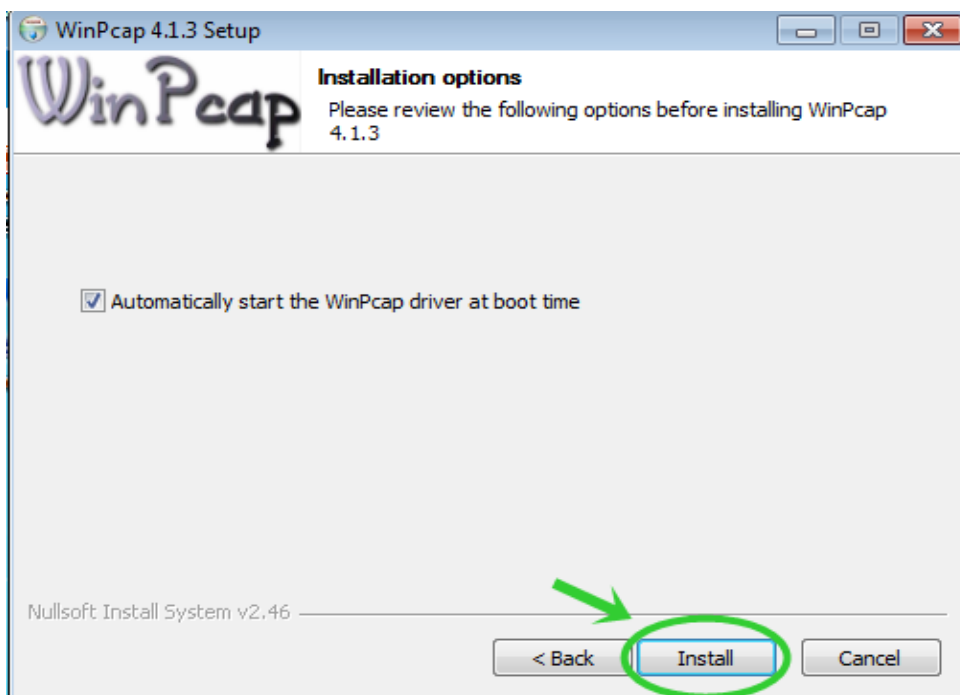 WinPcap 4.1.3 Setup
WinPcap
Installation options
Please review the following options before installing WinPcap
4.1.3
Automatically start the WinPcap driver at boot time
Nullsoft Install System v2.46
< Back
Install
Cancel